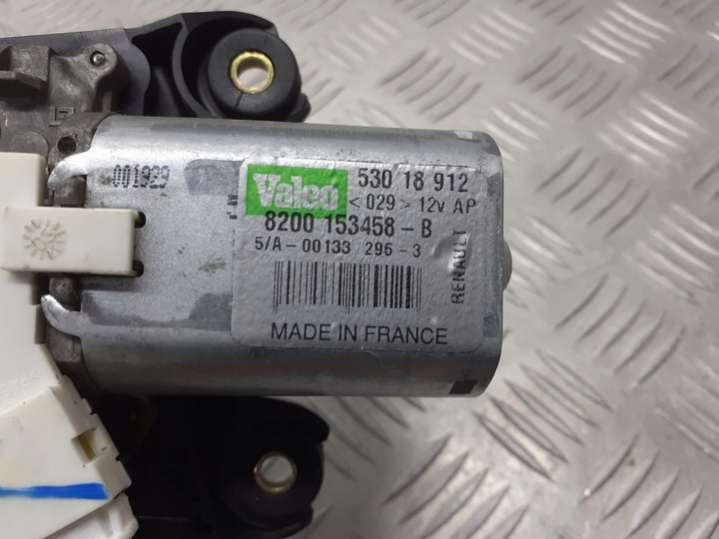 001929
Valeo
530 18 912
< 029 > 12v AP
8200 153458 - B
5/A - 00133 296 - 3
RENAULT
MADE IN FRANCE